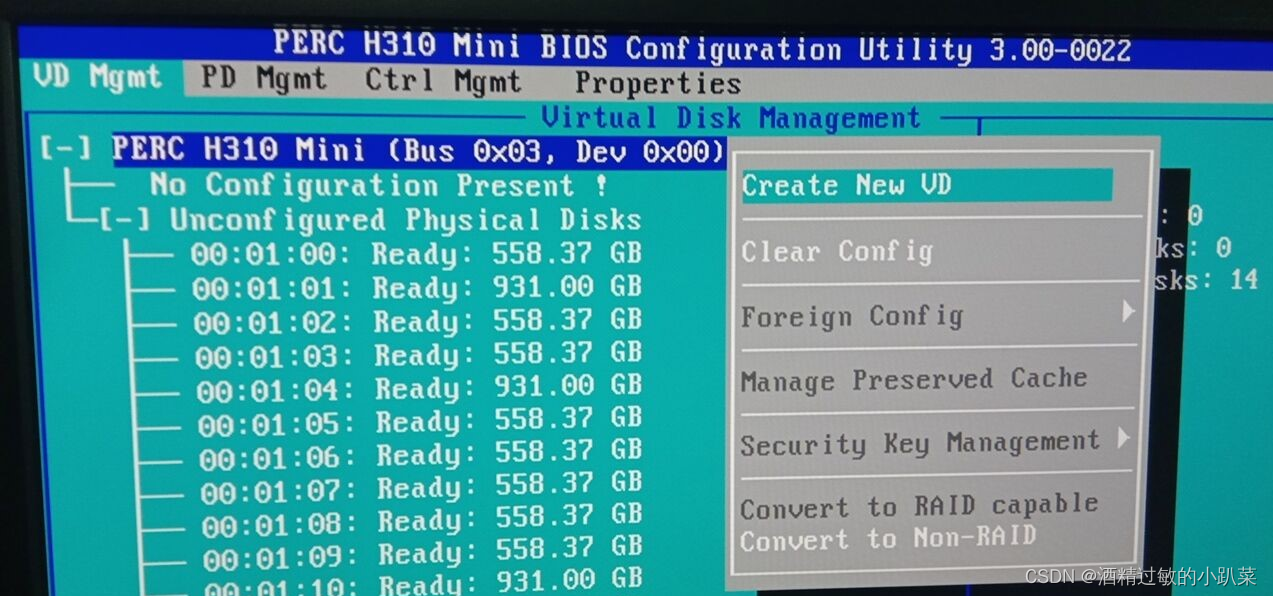 PERC H310 Mini BIOS Configuration Utility 3.00-0022
VD Mgmt PD Mgmt Ctrl Mgmt Properties
Virtual Disk Management
[-] PERC H310 Mini (Bus 0x03, Dev 0x00)
No Configuration Present !
[-] Unconfigured Physical Disks
00:01:00: Ready: 558.37 GB
00:01:01: Ready: 931.00 GB
00:01:02: Ready: 558.37 GB
00:01:03: Ready: 558.37 GB
00:01:04: Ready: 931.00 GB
00:01:05: Ready: 558.37 GB
00:01:06: Ready: 558.37 GB
00:01:07: Ready: 558.37 GB
00:01:08: Ready: 558.37 GB
00:01:09: Ready: 558.37 GB
00:01:10: Ready: 931.00 GB
Create New VD
Clear Config
Foreign Config
Manage Preserved Cache
Security Key Management
Convert to RAID capable
Convert to Non-RAID
: 0
ks: 0
sks: 14
CSDN @酒精过敏的小趴菜